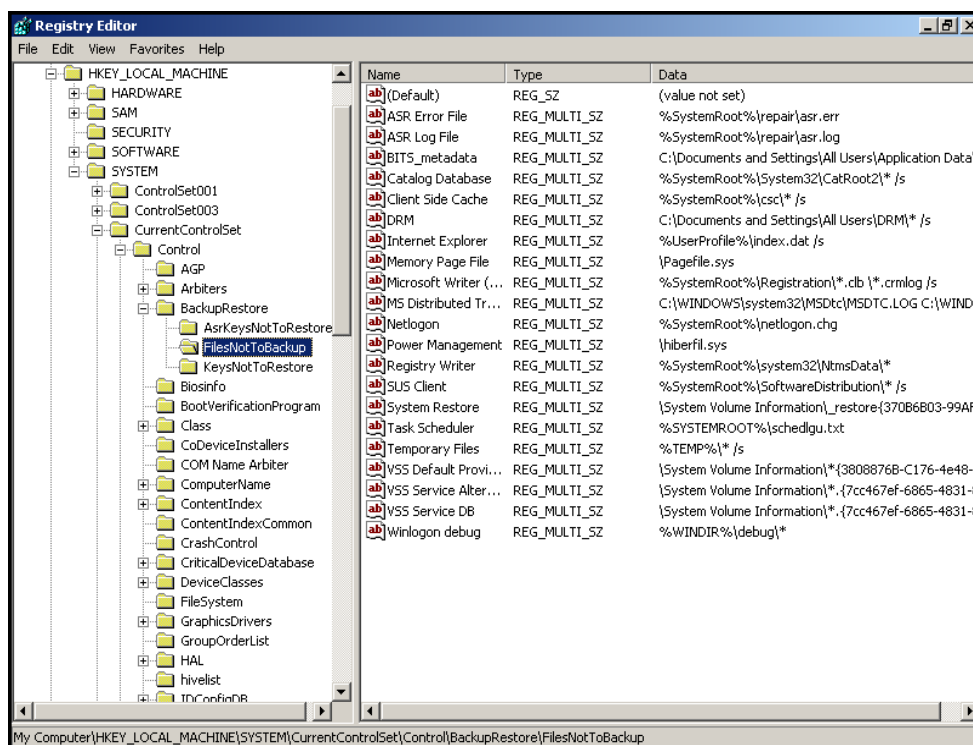 Registry Editor
File Edit View Favorites Help
HKEY_LOCAL_MACHINE
HARDWARE
SAM
SECURITY
SOFTWARE
SYSTEM
ControlSet001
ControlSet003
CurrentControlSet
Control
AGP
Arbiters
BackupRestore
AsrKeysNotToRestore
FilesNotToBackup
KeysNotToRestore
Biosinfo
BootVerificationProgram
Class
CoDeviceInstallers
COM Name Arbiter
ComputerName
ContentIndex
ContentIndexCommon
CrashControl
CriticalDeviceDatabase
DeviceClasses
FileSystem
GraphicsDrivers
GroupOrderList
HAL
hivelist
IDConfigDB
Name Type Data
(Default) REG_SZ (value not set)
ASR Error File REG_MULTI_SZ %SystemRoot%\repair\asr.err
ASR Log File REG_MULTI_SZ %SystemRoot%\repair\asr.log
BITS_metadata REG_MULTI_SZ C:\Documents and Settings\All Users\Application Data\
Catalog Database REG_MULTI_SZ %SystemRoot%\System32\CatRoot2\* /s
Client Side Cache REG_MULTI_SZ %SystemRoot%\csc\* /s
DRM REG_MULTI_SZ C:\Documents and Settings\All Users\DRM\* /s
Internet Explorer REG_MULTI_SZ %UserProfile%\index.dat /s
Memory Page File REG_MULTI_SZ \Pagefile.sys
Microsoft Writer (... REG_MULTI_SZ %SystemRoot%\Registration\*.clb \*.crmlog /s
MS Distributed Tr... REG_MULTI_SZ C:\WINDOWS\system32\MSDtc\MSDTC.LOG C:\WIND
Netlogon REG_MULTI_SZ %SystemRoot%\netlogon.chg
Power Management REG_MULTI_SZ \hiberfil.sys
Registry Writer REG_MULTI_SZ %SystemRoot%\system32\NtmsData\*
SUS Client REG_MULTI_SZ %SystemRoot%\SoftwareDistribution\* /s
System Restore REG_MULTI_SZ \System Volume Information\_restore{370B6B03-99AF
Task Scheduler REG_MULTI_SZ %SYSTEMROOT%\schedlgu.txt
Temporary Files REG_MULTI_SZ %TEMP%\* /s
VSS Default Provi... REG_MULTI_SZ \System Volume Information\*{3808876B-C176-4e48-
VSS Service Alter... REG_MULTI_SZ \System Volume Information\*.{7cc467ef-6865-4831-
VSS Service DB REG_MULTI_SZ \System Volume Information\*.{7cc467ef-6865-4831-
Winlogon debug REG_MULTI_SZ %WINDIR%\debug\*
My Computer\HKEY_LOCAL_MACHINE\SYSTEM\CurrentControlSet\Control\BackupRestore\FilesNotToBackup